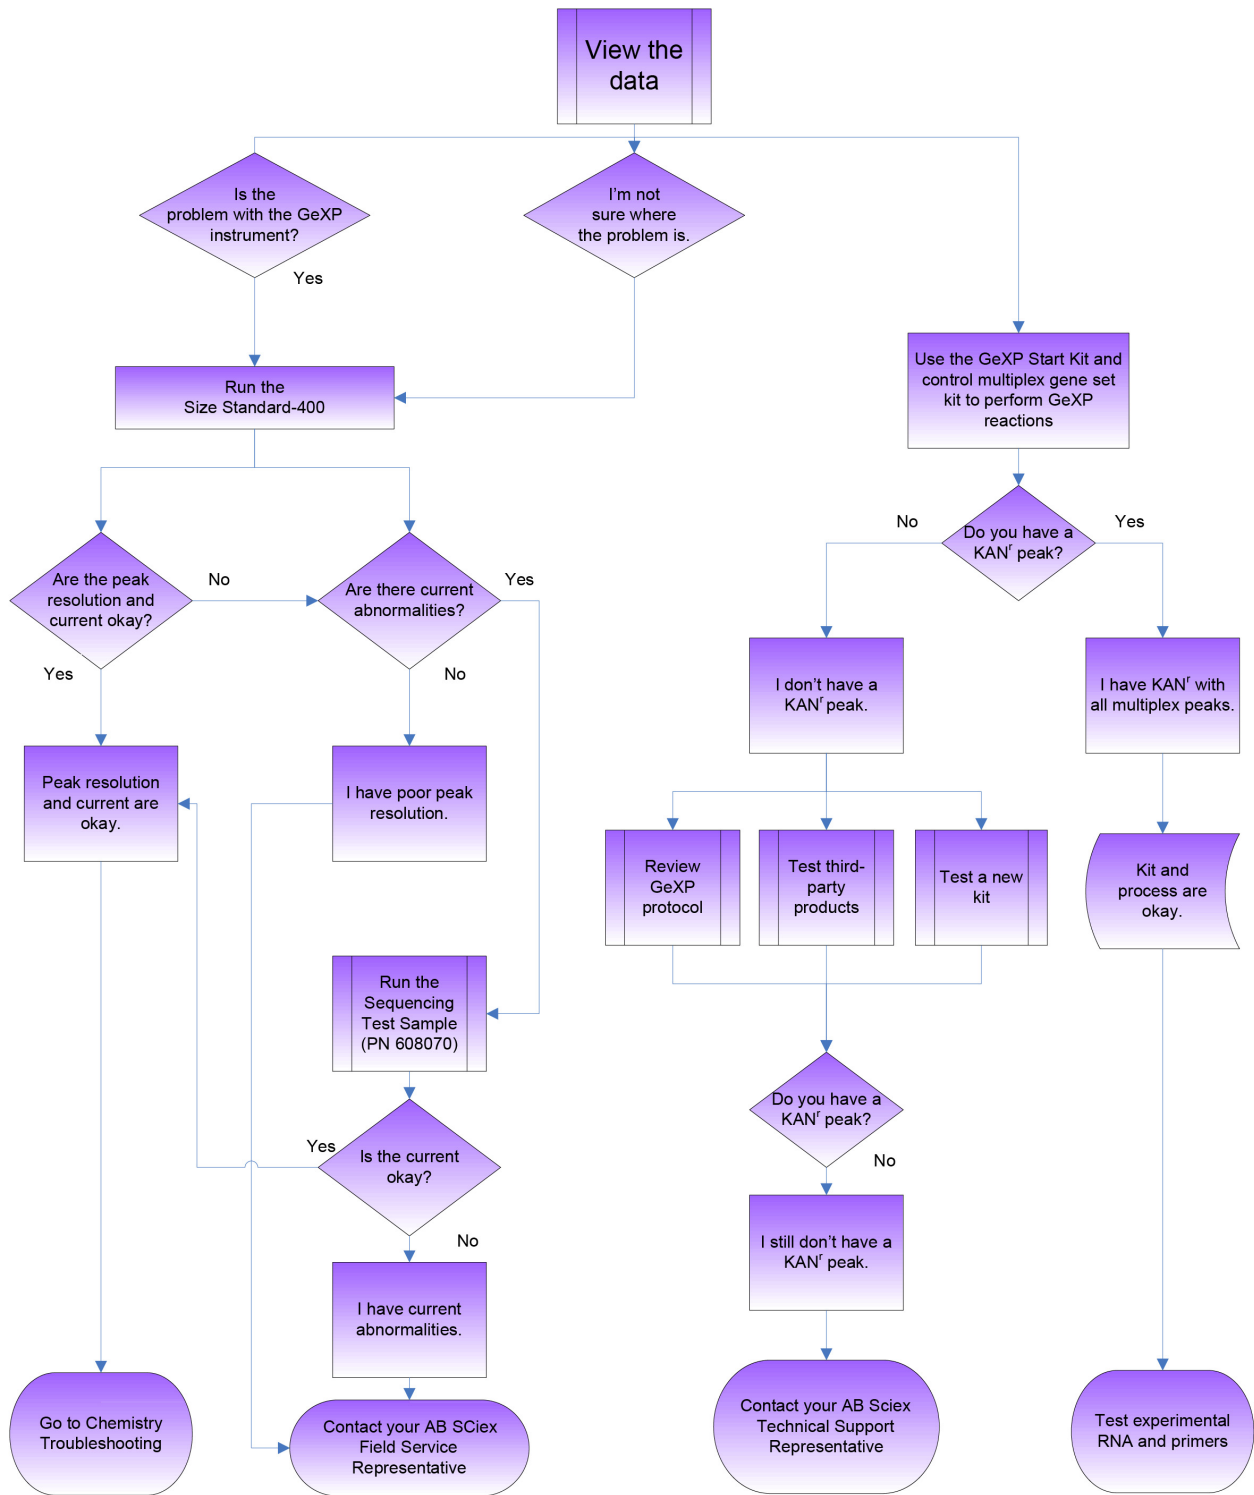 View the
data
Is the
problem with the GeXP
instrument?
Yes
I'm not
sure where
the problem is.
Run the
Size Standard-400
Use the GeXP Start Kit and
control multiplex gene set
kit to perform GeXP
reactions
Are the peak
resolution and
current okay?
No
Yes
Are there current
abnormalities?
Yes
No
No
Do you have a
KANʳ peak?
Yes
I don't have a
KANʳ peak.
I have KANʳ with
all multiplex peaks.
Peak resolution
and current are
okay.
I have poor peak
resolution.
Review
GeXP
protocol
Test third-
party
products
Test a new
kit
Kit and
process are
okay.
Run the
Sequencing
Test Sample
(PN 608070)
Yes
Is the current
okay?
No
Do you have a
KANʳ peak?
No
I have current
abnormalities.
I still don't have a
KANʳ peak.
Go to Chemistry
Troubleshooting
Contact your AB SCiex
Field Service
Representative
Contact your AB Sciex
Technical Support
Representative
Test experimental
RNA and primers